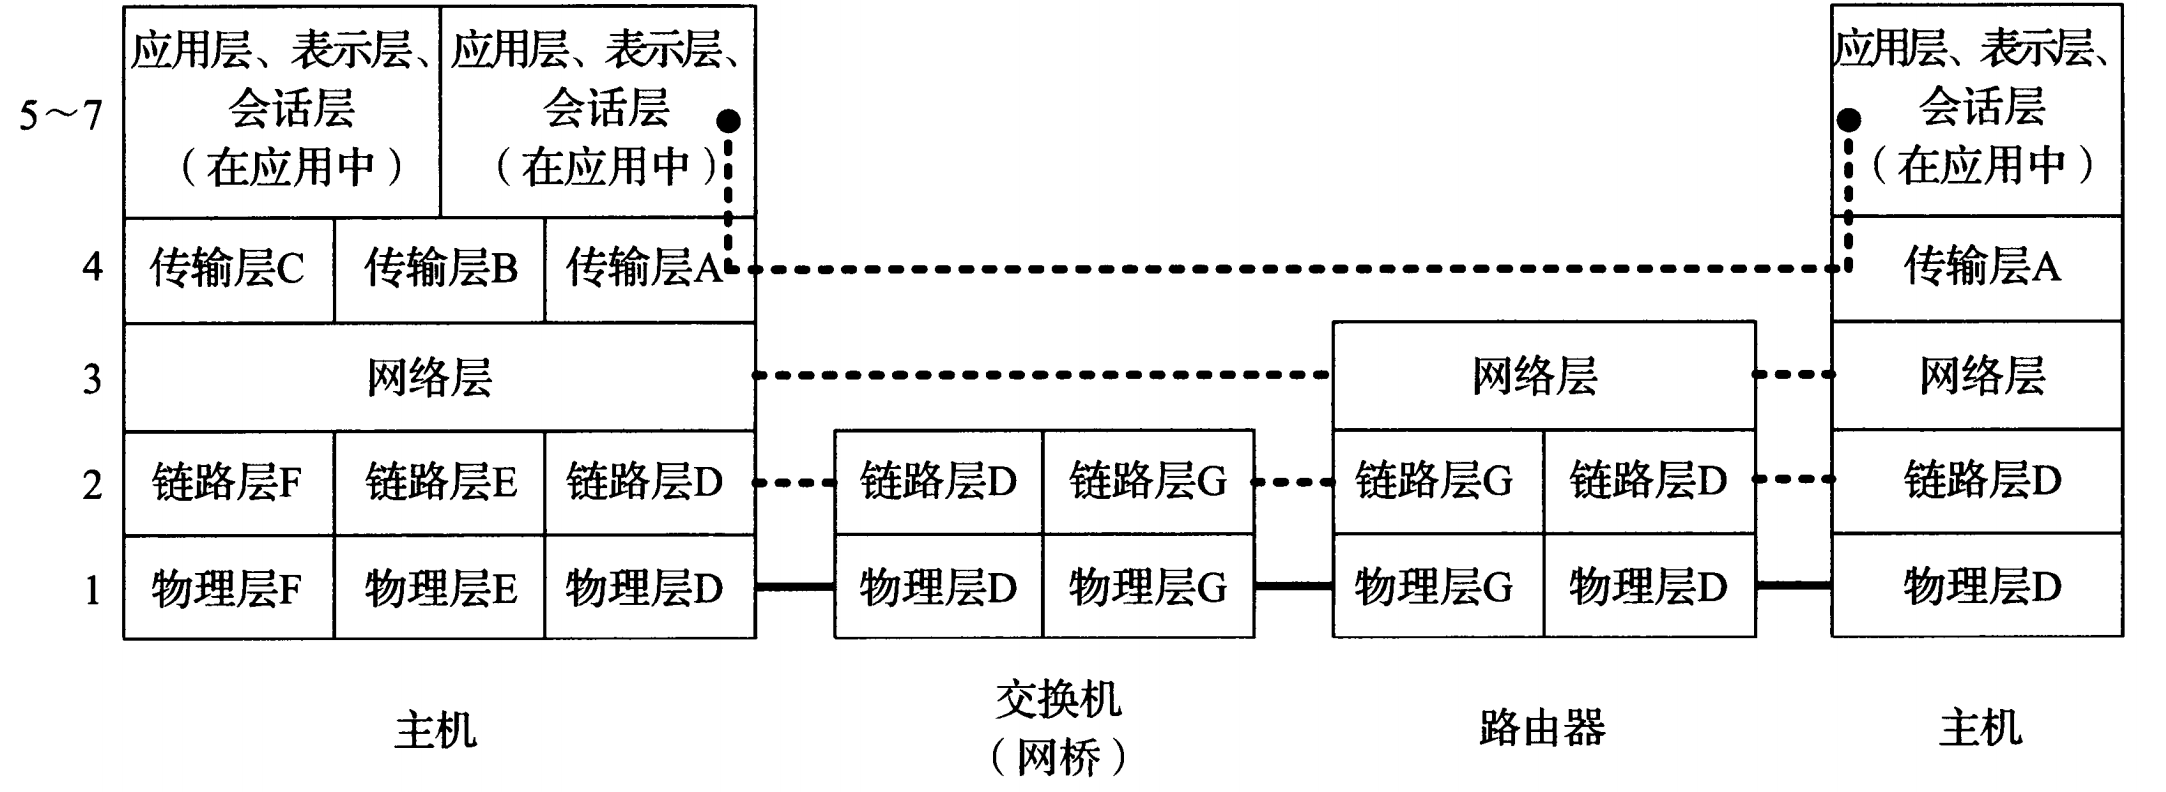 应用层、表示层、
会话层
（在应用中）
应用层、表示层、
会话层
（在应用中）
应用层、表示层、
会话层
（在应用中）
5～7
4
传输层C
传输层B
传输层A
传输层A
3
网络层
网络层
网络层
2
链路层F
链路层E
链路层D
链路层D
链路层G
链路层G
链路层D
链路层D
1
物理层F
物理层E
物理层D
物理层D
物理层G
物理层G
物理层D
物理层D
主机
交换机
（网桥）
路由器
主机